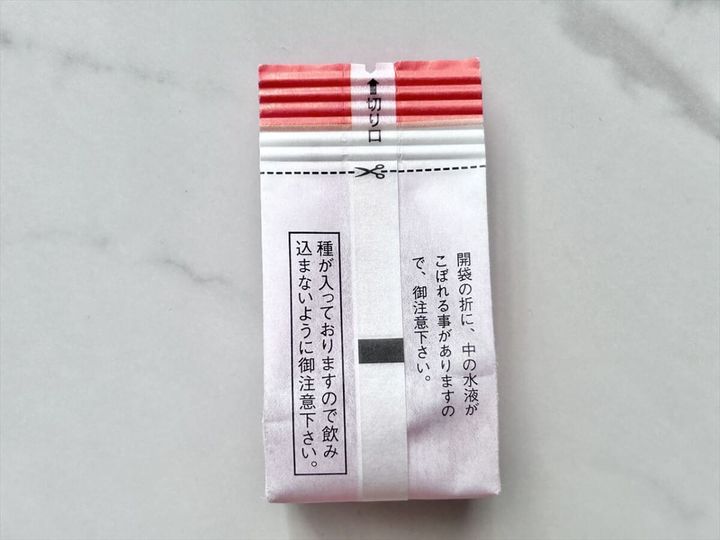 切り口
開袋の折に、中の水液が
こぼれる事がありますの
で、御注意下さい。
種が入っておりますので飲み
込まないように御注意下さい。